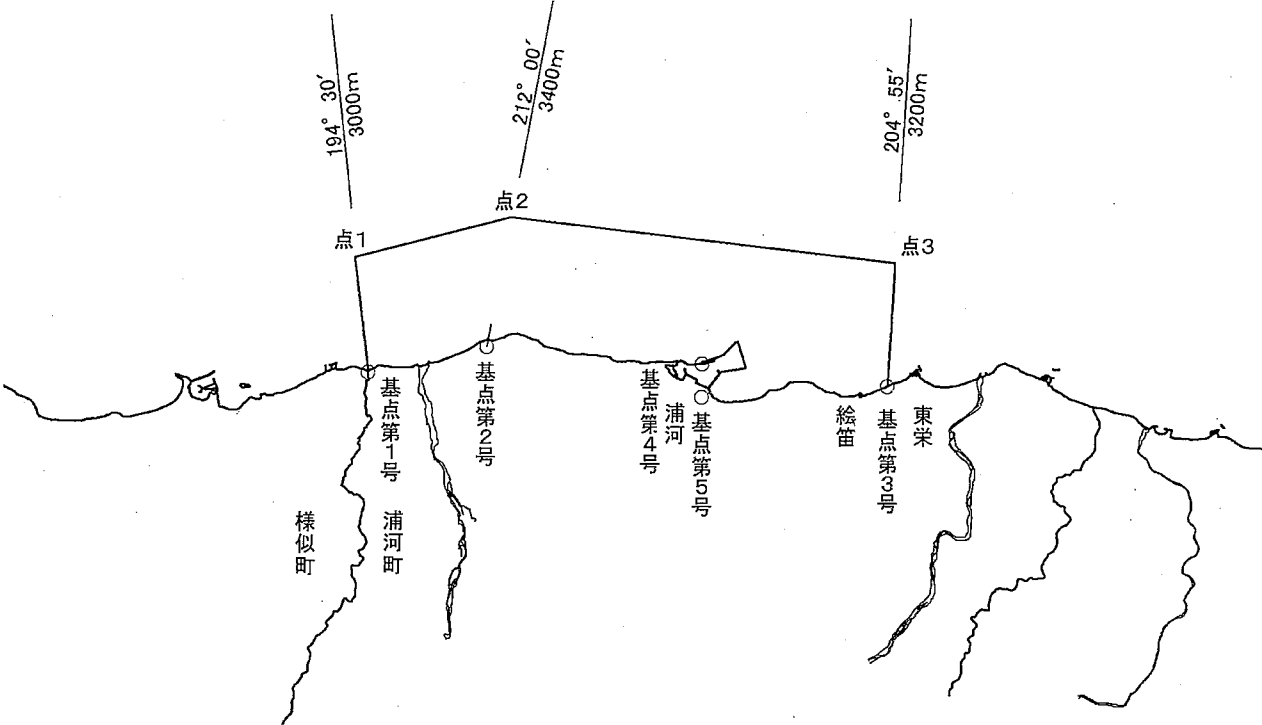 194° 30′
3000m
212° 00′
3400m
204° 55′
3200m
点1
点2
点3
基点第1号
基点第2号
基点第4号
浦河
基点第5号
絵笛
基点第3号
東栄
様似町
浦河町